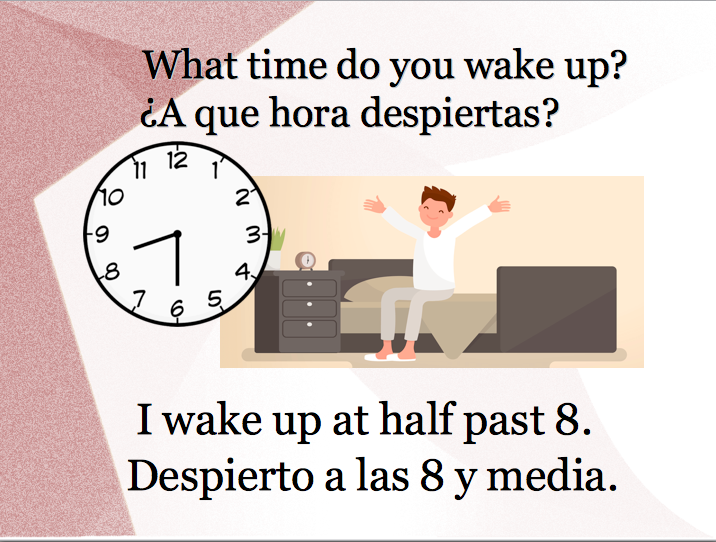 What time do you wake up?
¿A que hora despiertas?
12
11 1
10 2
9 3
8 4
7 5
6
I wake up at half past 8.
Despierto a las 8 y media.